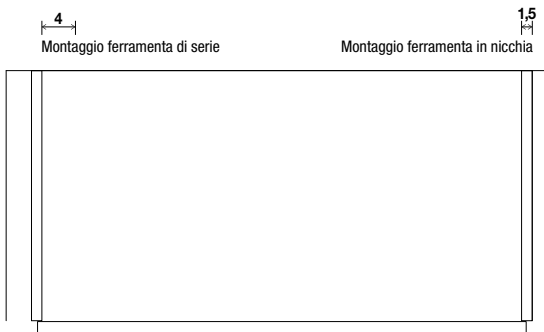 4
1,5
Montaggio ferramenta di serie
Montaggio ferramenta in nicchia